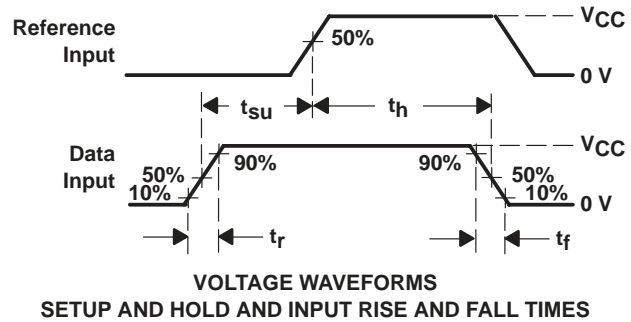 Reference
Input
50%
VCC
0 V
tsu
th
Data
Input
50%
10%
90%
90%
VCC
50%
10%
0 V
tr
tf
VOLTAGE WAVEFORMS
SETUP AND HOLD AND INPUT RISE AND FALL TIMES